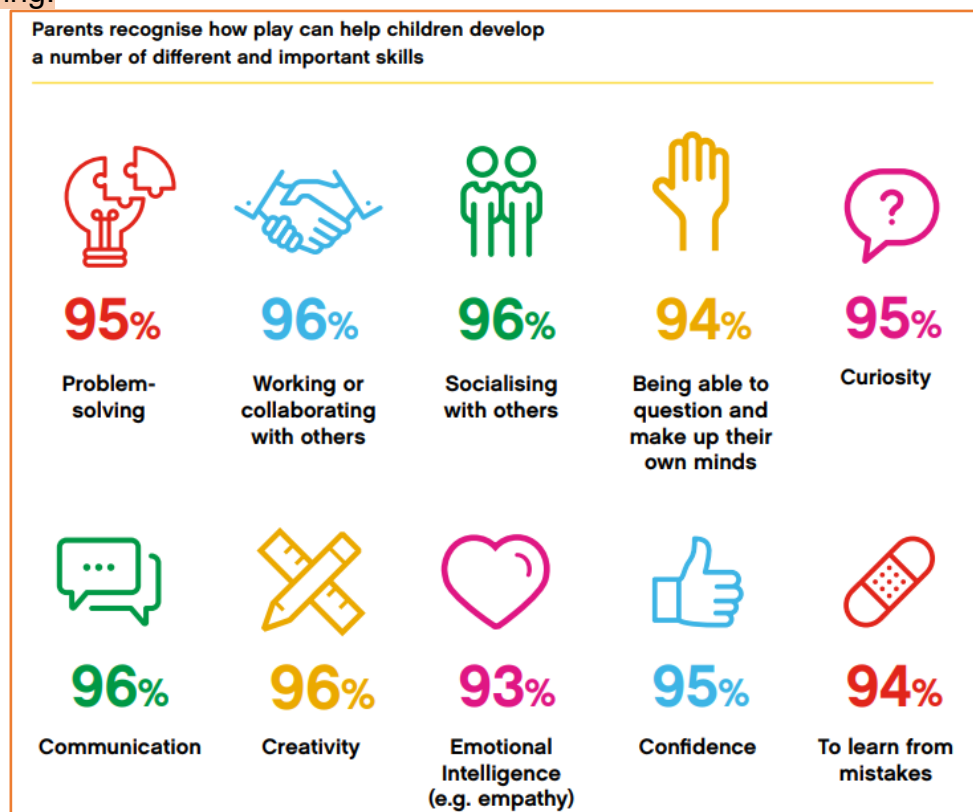 ing.
Parents recognise how play can help children develop
a number of different and important skills
?
95%
96%
96%
94%
95%
Problem-
solving
Working or
collaborating
with others
Socialising
with others
Being able to
question and
make up their
own minds
Curiosity
96%
96%
93%
95%
94%
Communication
Creativity
Emotional
Intelligence
(e.g. empathy)
Confidence
To learn from
mistakes